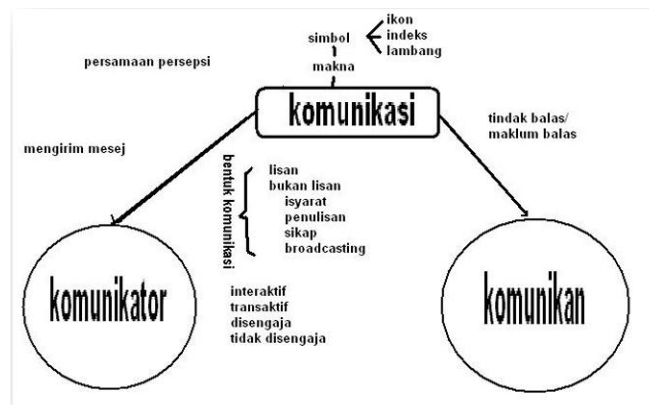 ikon
simbol
indeks
lambang
persamaan persepsi
makna
komunikasi
tindak balas/
maklum balas
mengirim mesej
bentuk komunikasi
lisan
bukan lisan
isyarat
penulisan
sikap
broadcasting
komunikator
komunikan
interaktif
transaktif
disengaja
tidak disengaja